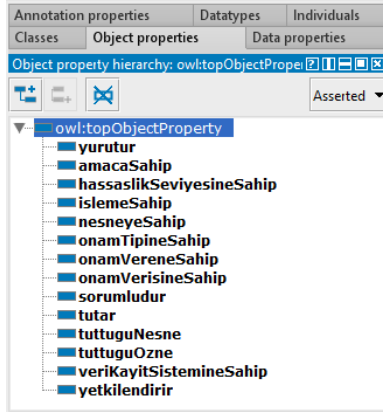 Annotation properties Datatypes Individuals
Classes Object properties Data properties
Object property hierarchy: owl:topObjectProper
Asserted
owl:topObjectProperty
yurutur
amacaSahip
hassaslikSeviyesineSahip
islemeSahip
nesneyeSahip
onamTipineSahip
onamVereneSahip
onamVerisineSahip
sorumludur
tutar
tuttuguNesne
tuttuguOzne
veriKayitSistemineSahip
yetkilendirir